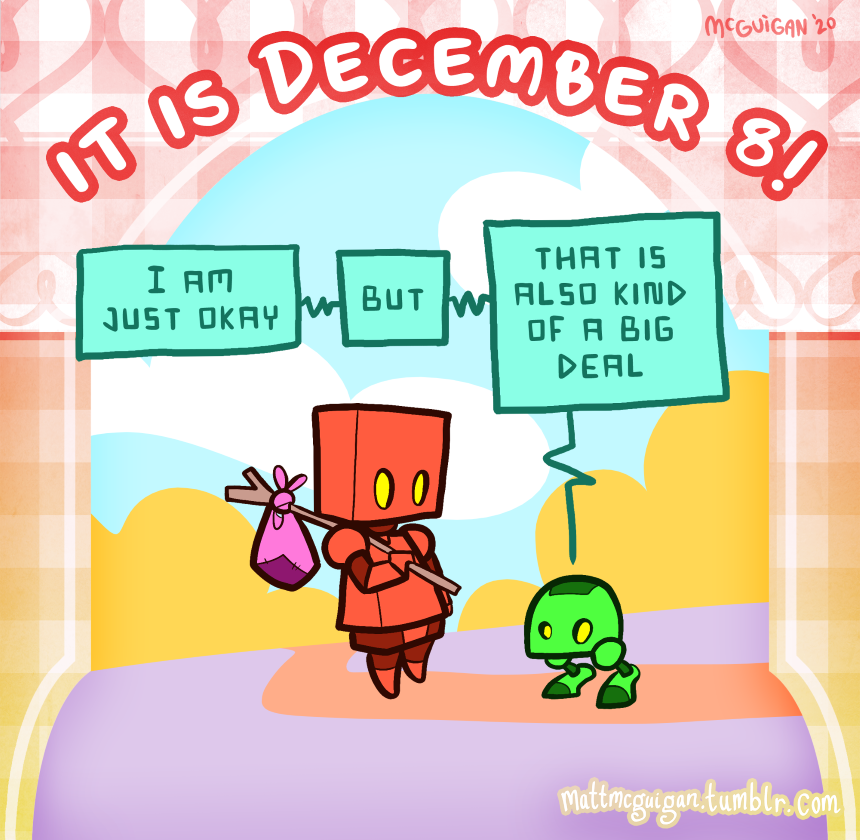 McGUiGAN '20
IT IS DECEMBER 8!
I AM
JUST OKAY
BUT
THAT IS
ALSO KIND
OF A BIG
DEAL
mattmcguigan.tumblr.com